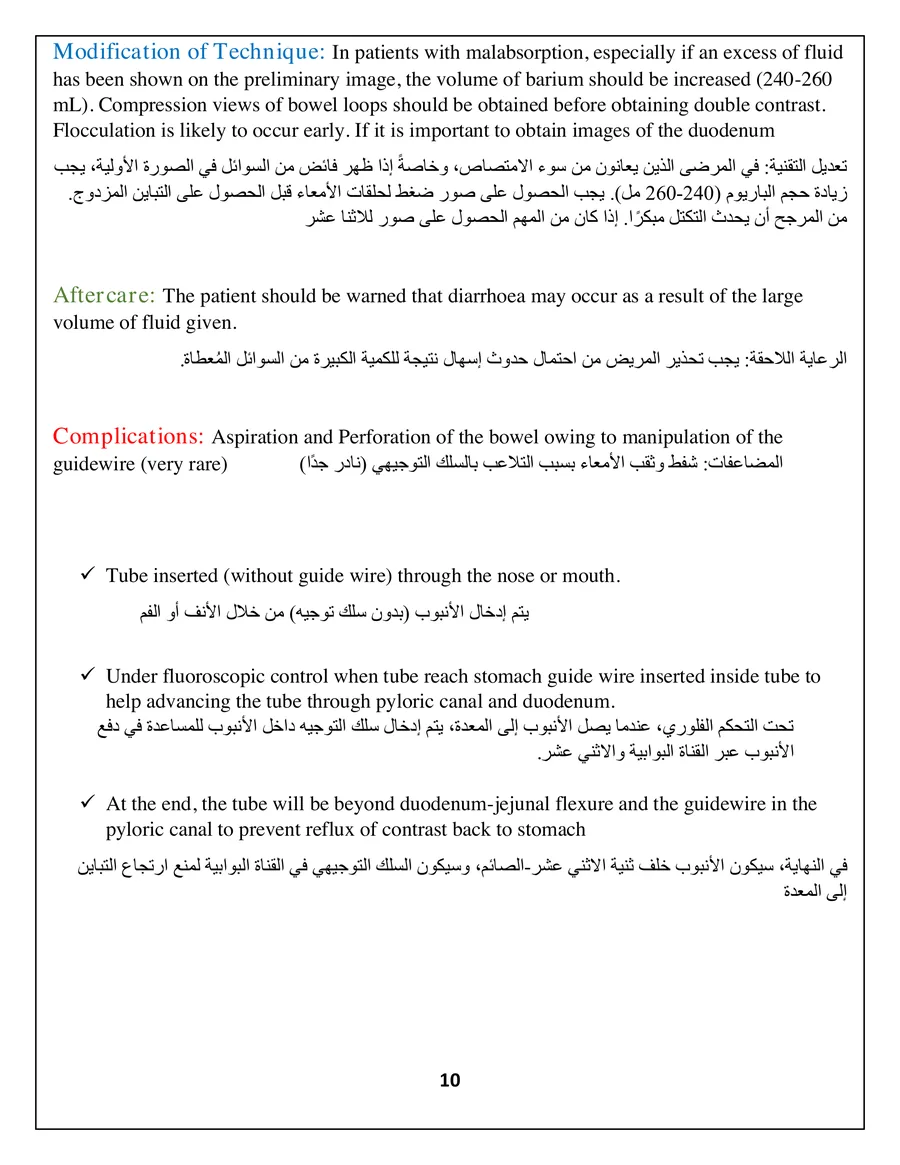 Modification of Technique: In patients with malabsorption, especially if an excess of fluid
has been shown on the preliminary image, the volume of barium should be increased (240-260
mL). Compression views of bowel loops should be obtained before obtaining double contrast.
Flocculation is likely to occur early. If it is important to obtain images of the duodenum
تعديل التقنية: في المرضى الذين يعانون من سوء الامتصاص، وخاصةً إذا ظهر فائض من السوائل في الصورة الأولية، يجب
زيادة حجم الباريوم (240-260 مل). يجب الحصول على صور ضغط لحلقات الأمعاء قبل الحصول على التباين المزدوج.
من المرجح أن يحدث التكتل مبكرًا. إذا كان من المهم الحصول على صور للاثنا عشر
Aftercare: The patient should be warned that diarrhoea may occur as a result of the large
volume of fluid given.
الرعاية اللاحقة: يجب تحذير المريض من احتمال حدوث إسهال نتيجة للكمية الكبيرة من السوائل المُعطاة.
Complications: Aspiration and Perforation of the bowel owing to manipulation of the
guidewire (very rare) المضاعفات: شفط وثقب الأمعاء بسبب التلاعب بالسلك التوجيهي (نادر جدًا)
✓ Tube inserted (without guide wire) through the nose or mouth.
يتم إدخال الأنبوب (بدون سلك توجيه) من خلال الأنف أو الفم
✓ Under fluoroscopic control when tube reach stomach guide wire inserted inside tube to
help advancing the tube through pyloric canal and duodenum.
تحت التحكم الفلوري، عندما يصل الأنبوب إلى المعدة، يتم إدخال سلك التوجيه داخل الأنبوب للمساعدة في دفع
الأنبوب عبر القناة البوابية والاثني عشر.
✓ At the end, the tube will be beyond duodenum-jejunal flexure and the guidewire in the
pyloric canal to prevent reflux of contrast back to stomach
في النهاية، سيكون الأنبوب خلف ثنية الاثني عشر-الصائم، وسيكون السلك التوجيهي في القناة البوابية لمنع ارتجاع التباين
إلى المعدة
10